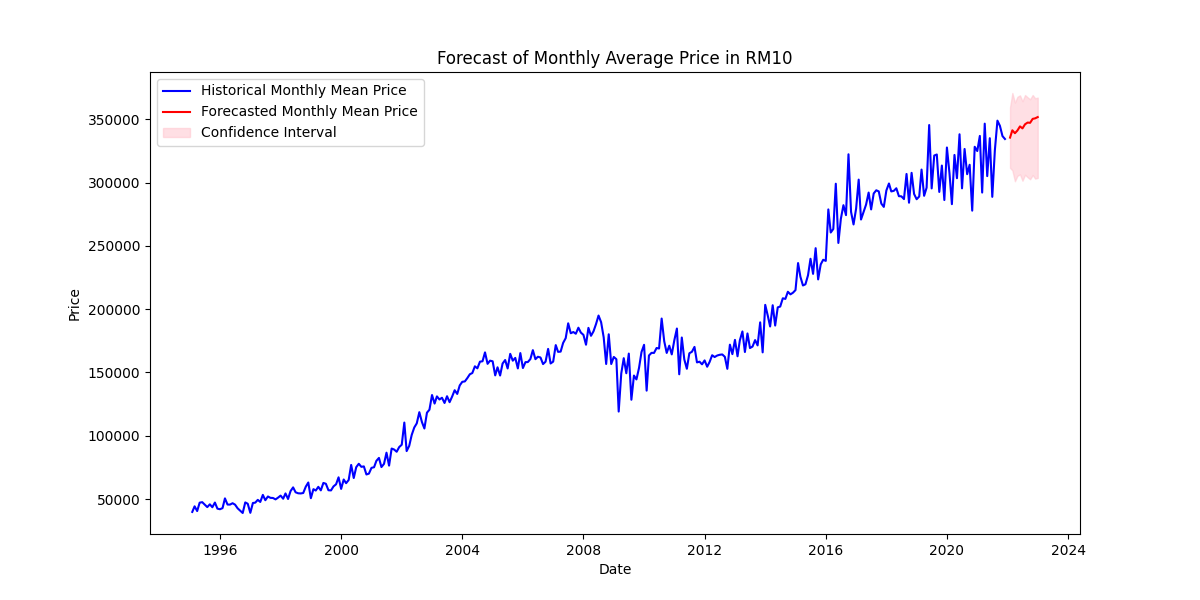 Forecast of Monthly Average Price in RM10
Historical Monthly Mean Price
Forecasted Monthly Mean Price
Confidence Interval
350000
300000
250000
200000
150000
100000
50000
Price
1996 2000 2004 2008 2012 2016 2020 2024
Date